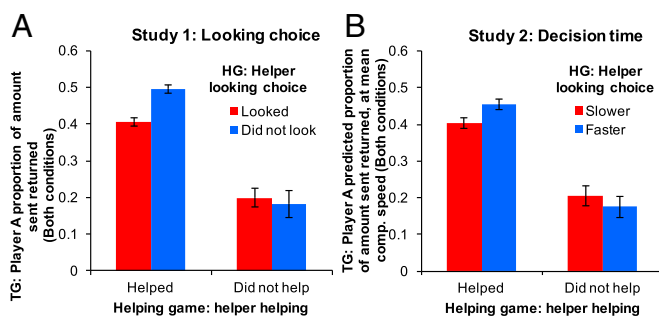 A
Study 1: Looking choice
TG: Player A proportion of amount
sent returned
(Both conditions)
0.6
0.5
0.4
0.3
0.2
0.1
0
HG: Helper
looking choice
Looked
Did not look
Helped
Did not help
Helping game: helper helping
B
Study 2: Decision time
TG: Player A predicted proportion
of amount sent returned, at mean
comp. speed (Both conditions)
0.6
0.5
0.4
0.3
0.2
0.1
0
HG: Helper
looking choice
Slower
Faster
Helped
Did not help
Helping game: helper helping